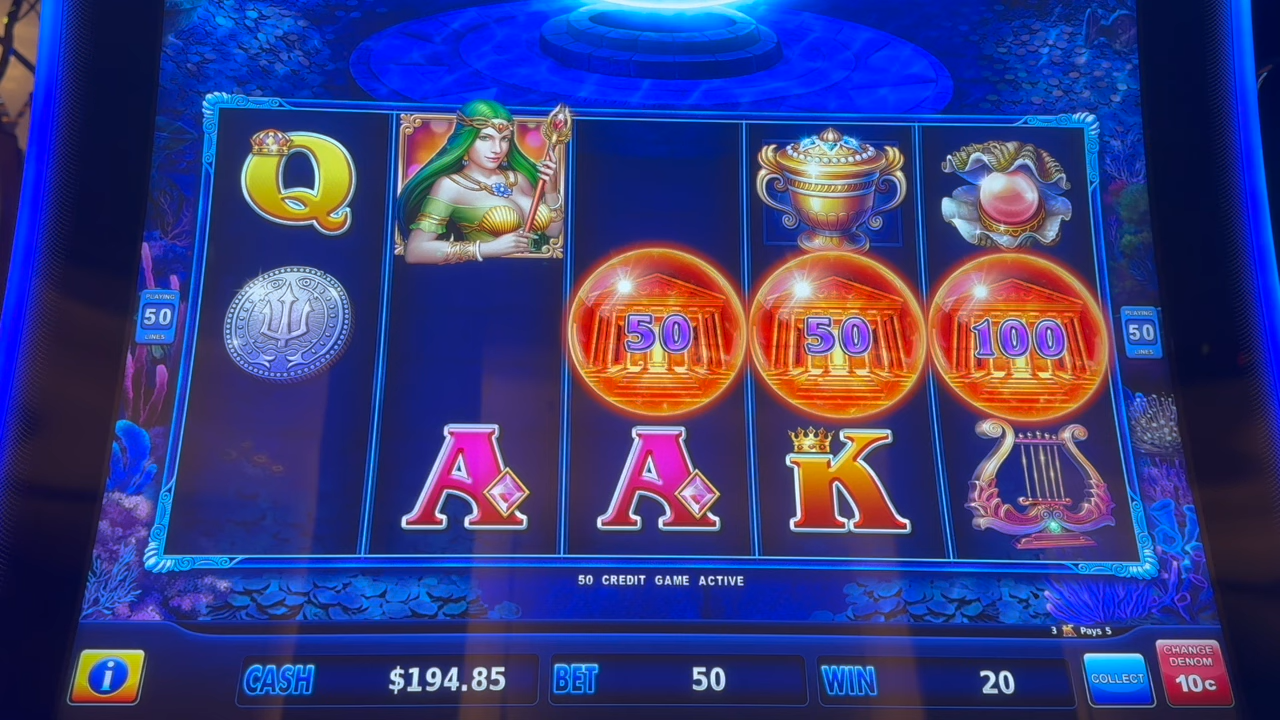 Q
PLAYING
50
LINES
50
50
100
PLAYING
50
LINES
A
A
K
50 CREDIT GAME ACTIVE
3 K Pays 5
i
CASH $194.85
BET 50
WIN 20
COLLECT
CHANGE
DENOM
10¢